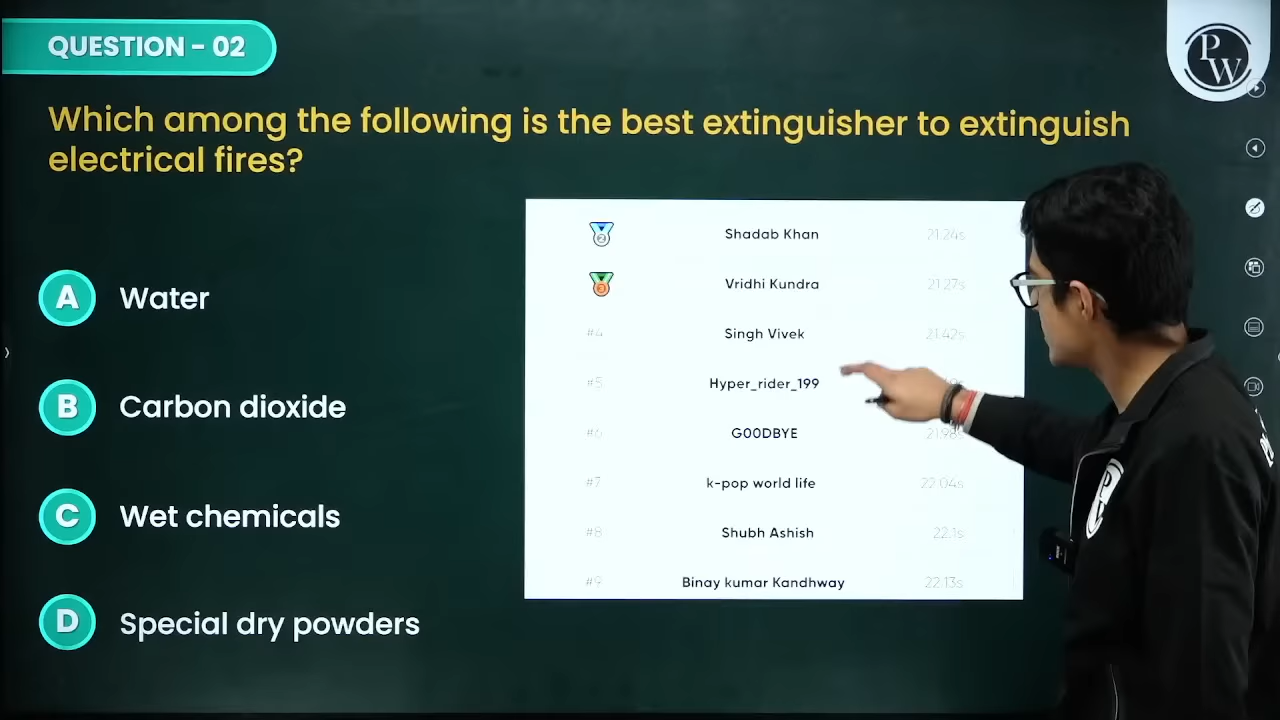 QUESTION - 02
PW
Which among the following is the best extinguisher to extinguish
electrical fires?
A Water
B Carbon dioxide
C Wet chemicals
D Special dry powders
2 Shadab Khan 21.24s
3 Vridhi Kundra 21.27s
#4 Singh Vivek 21.42s
#5 Hyper_rider_199
#6 G00DBYE 21.98s
#7 k-pop world life 22.04s
#8 Shubh Ashish 22.1s
#9 Binay kumar Kandhway 22.13s